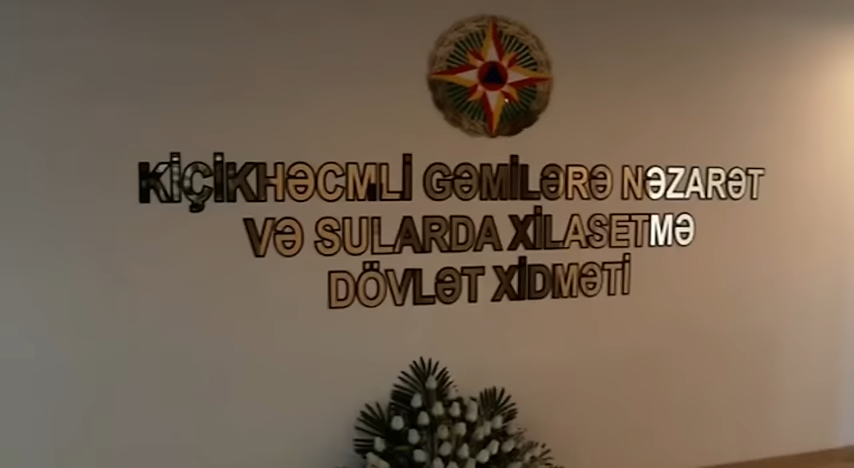 KİÇİKHƏCMLİ GƏMİLƏRƏ NƏZARƏT
VƏ SULARDA XİLASETMƏ
DÖVLƏT XİDMƏTİ